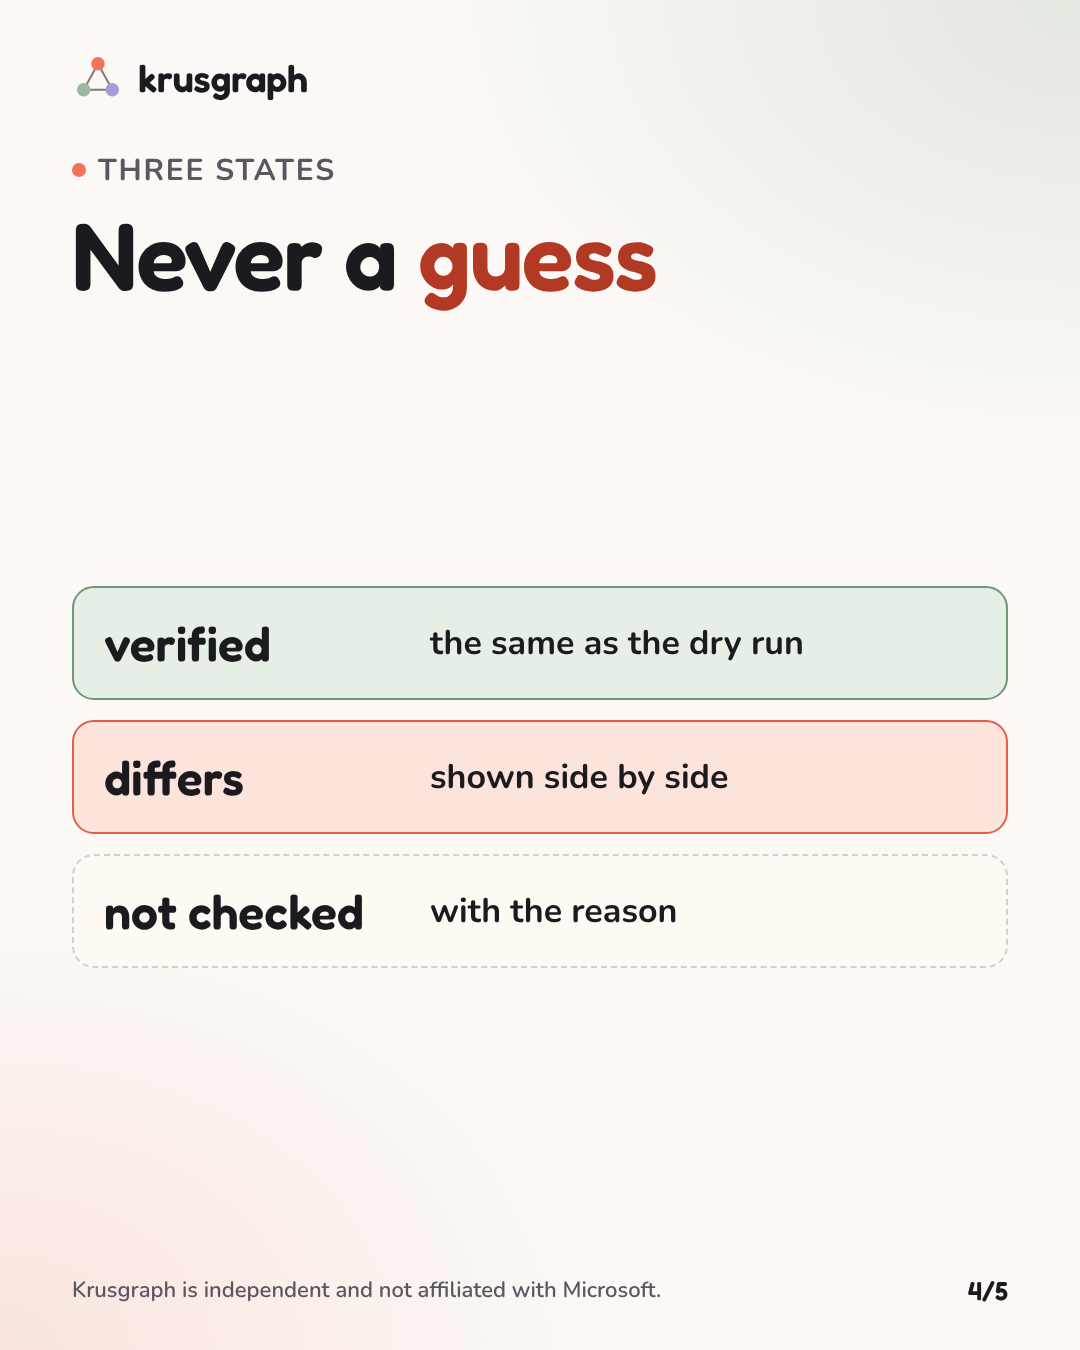 krusgraph
THREE STATES
Never a guess
verified the same as the dry run
differs shown side by side
not checked with the reason
Krusgraph is independent and not affiliated with Microsoft. 4/5